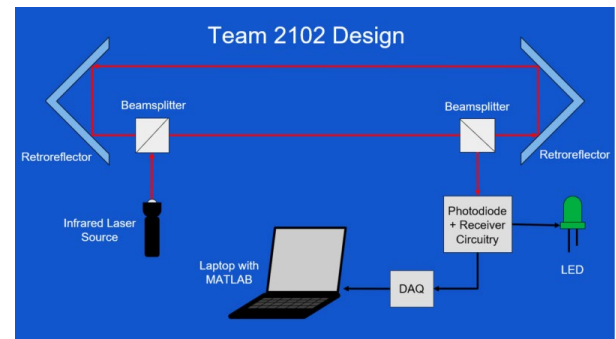 Team 2102 Design
Beamsplitter
Beamsplitter
Retroreflector
Retroreflector
Infrared Laser
Source
Photodiode
+ Receiver
Circuitry
Laptop with
MATLAB
DAQ
LED